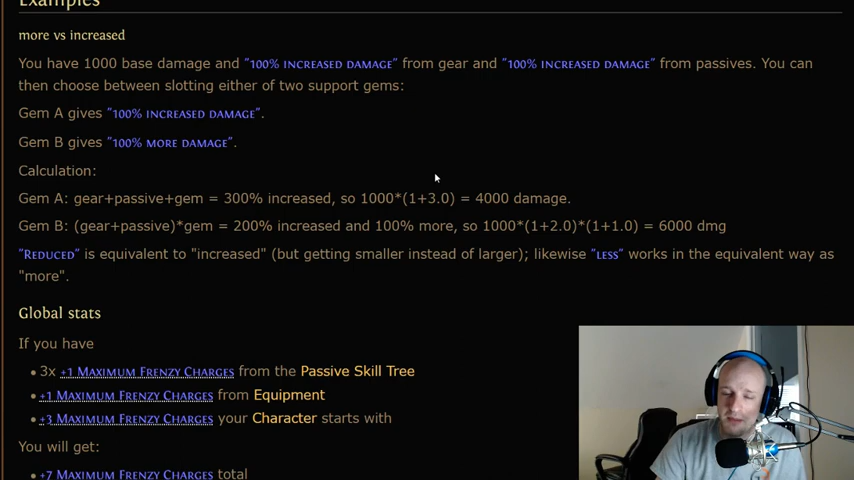 Examples
more vs increased
You have 1000 base damage and "100% INCREASED DAMAGE" from gear and "100% INCREASED DAMAGE" from passives. You can
then choose between slotting either of two support gems:
Gem A gives "100% INCREASED DAMAGE".
Gem B gives "100% MORE DAMAGE".
Calculation:
Gem A: gear+passive+gem = 300% increased, so 1000*(1+3.0) = 4000 damage.
Gem B: (gear+passive)*gem = 200% increased and 100% more, so 1000*(1+2.0)*(1+1.0) = 6000 dmg
"REDUCED" is equivalent to "increased" (but getting smaller instead of larger); likewise "LESS" works in the equivalent way as
"more".
Global stats
If you have
• 3x +1 MAXIMUM FRENZY CHARGES from the Passive Skill Tree
• +1 MAXIMUM FRENZY CHARGES from Equipment
• +3 MAXIMUM FRENZY CHARGES your Character starts with
You will get:
• +7 MAXIMUM FRENZY CHARGES total